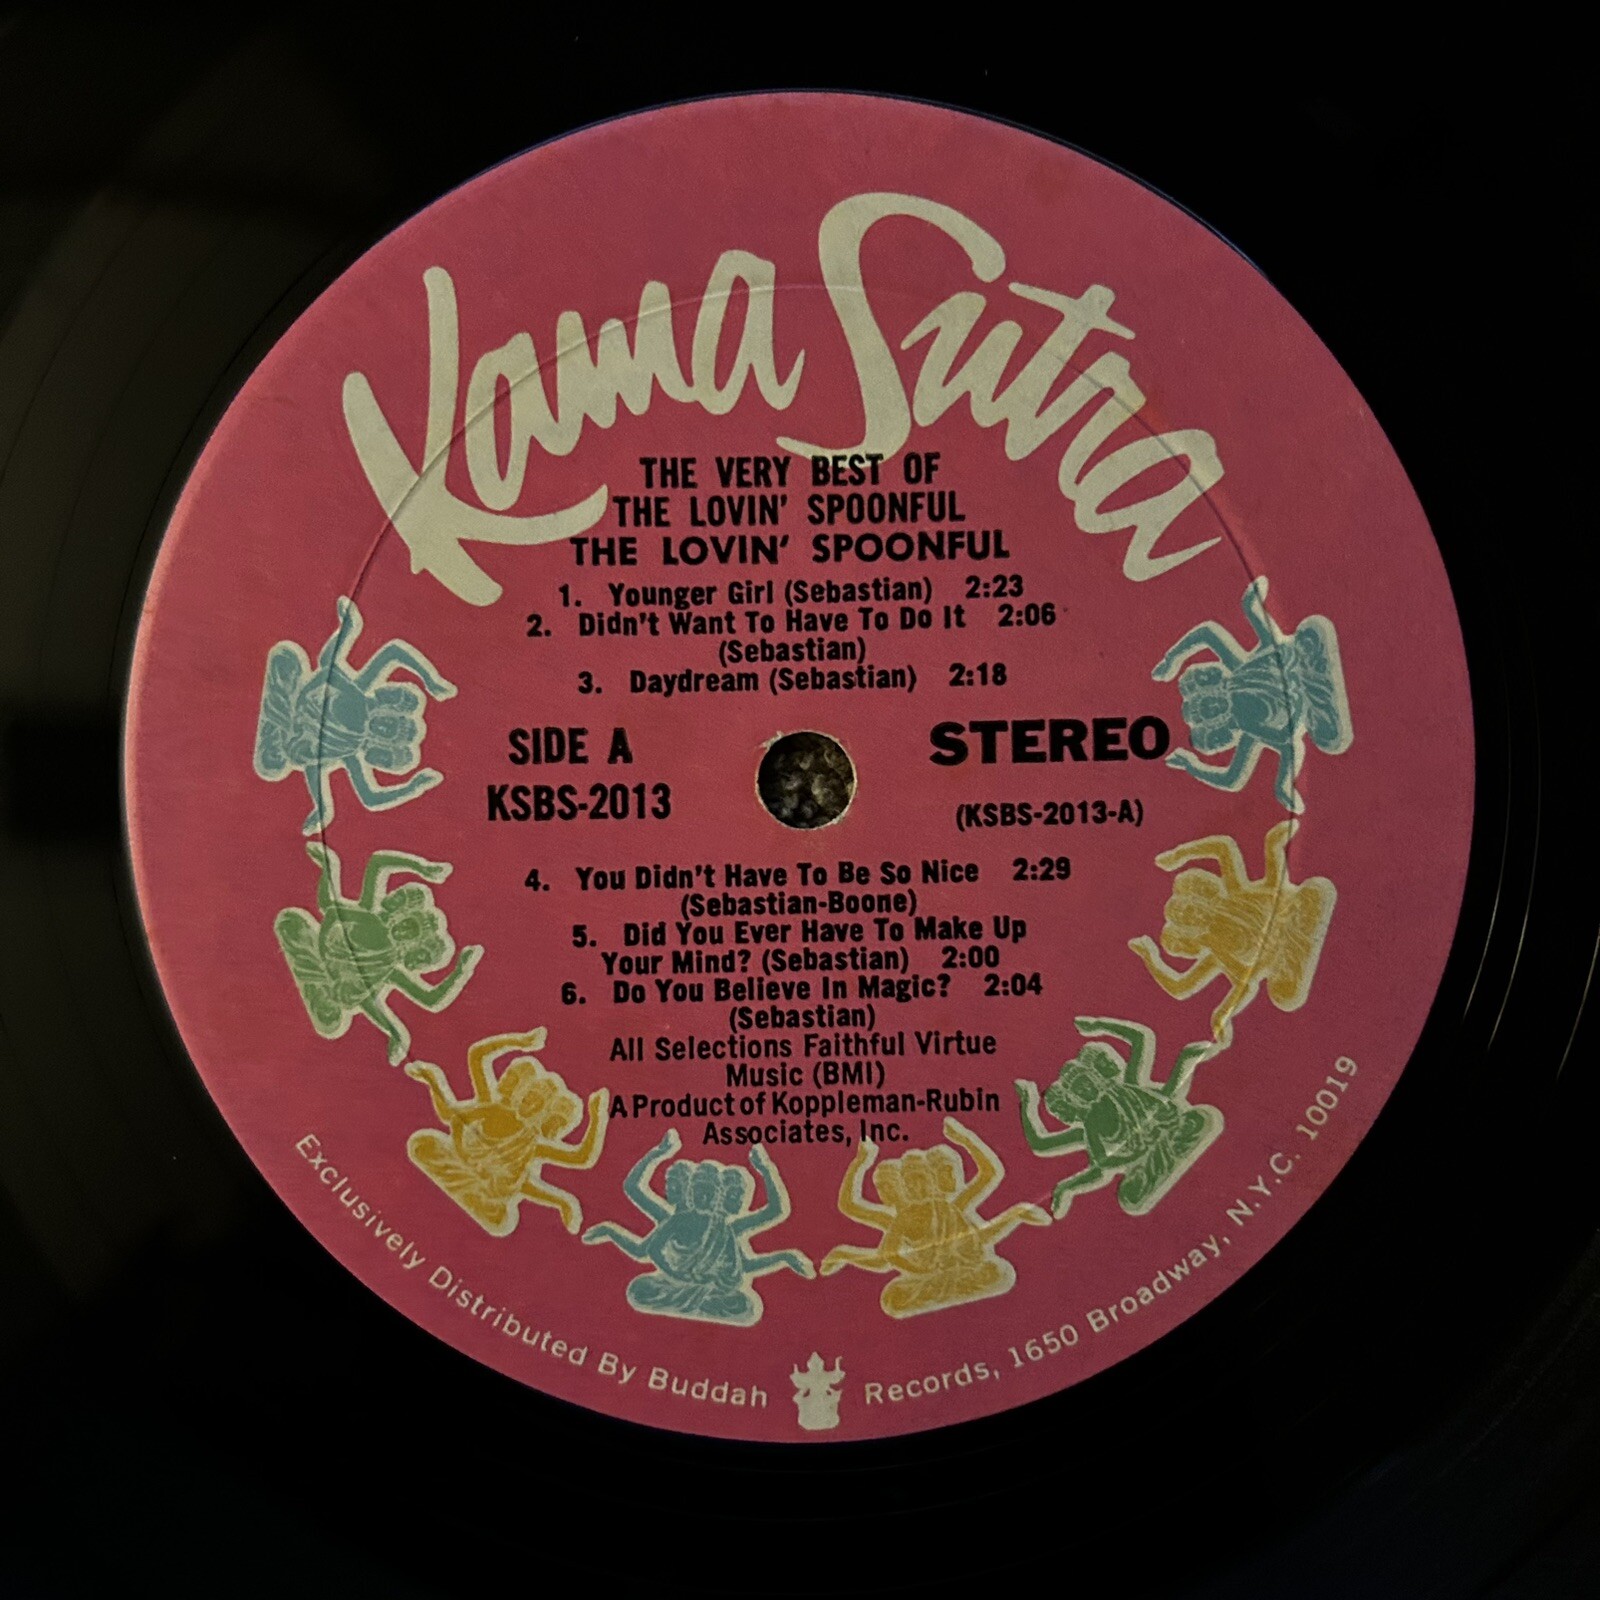 Kama Sutra
THE VERY BEST OF
THE LOVIN' SPOONFUL
THE LOVIN' SPOONFUL
1. Younger Girl (Sebastian) 2:23
2. Didn't Want To Have To Do It 2:06
(Sebastian)
3. Daydream (Sebastian) 2:18
SIDE A
KSBS-2013
STEREO
(KSBS-2013-A)
4. You Didn't Have To Be So Nice 2:29
(Sebastian-Boone)
5. Did You Ever Have To Make Up
Your Mind? (Sebastian) 2:00
6. Do You Believe In Magic? 2:04
(Sebastian)
All Selections Faithful Virtue
Music (BMI)
A Product of Koppleman-Rubin
Associates, Inc.
Exclusively Distributed By Buddah Records, 1650 Broadway, N.Y.C. 10019